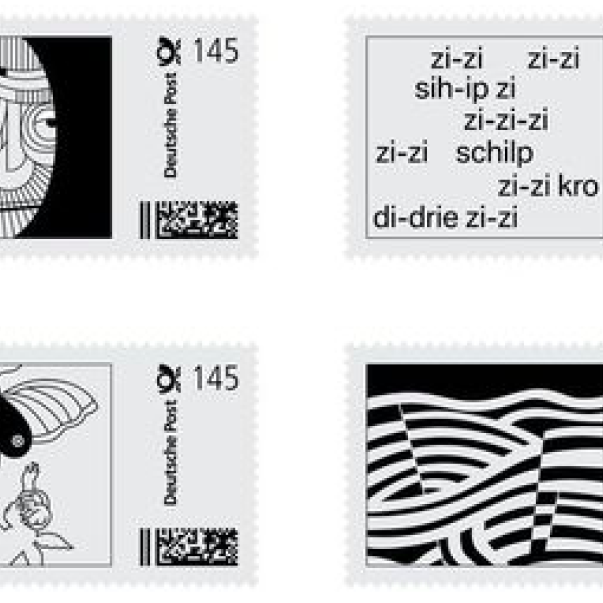 145
Deutsche Post
zi-zi zi-zi
sih-ip zi
zi-zi-zi
zi-zi schilp
zi-zi kro
di-drie zi-zi
145
Deutsche Post